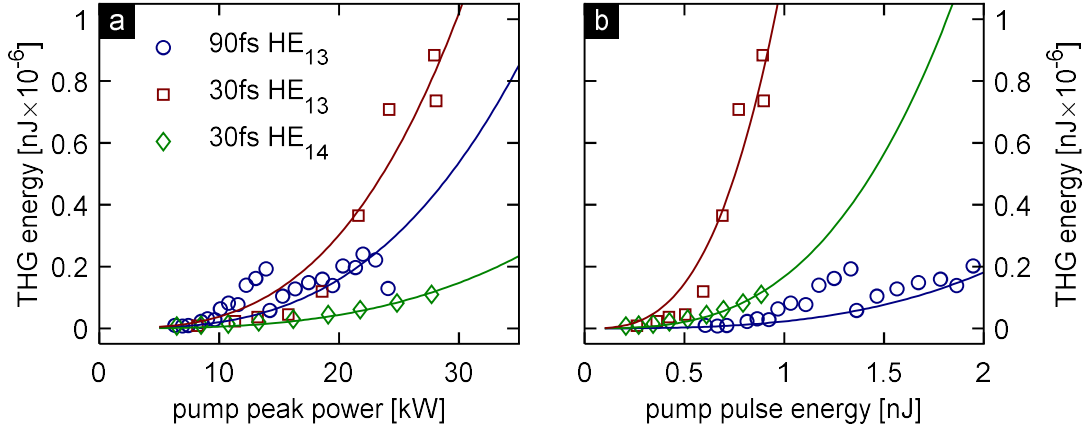 a
90fs HE13
30fs HE13
30fs HE14
1
0.8
0.6
0.4
0.2
0
THG energy [nJ×10-6]
0 10 20 30
pump peak power [kW]
b
1
0.8
0.6
0.4
0.2
0
THG energy [nJ×10-6]
0 0.5 1 1.5 2
pump pulse energy [nJ]